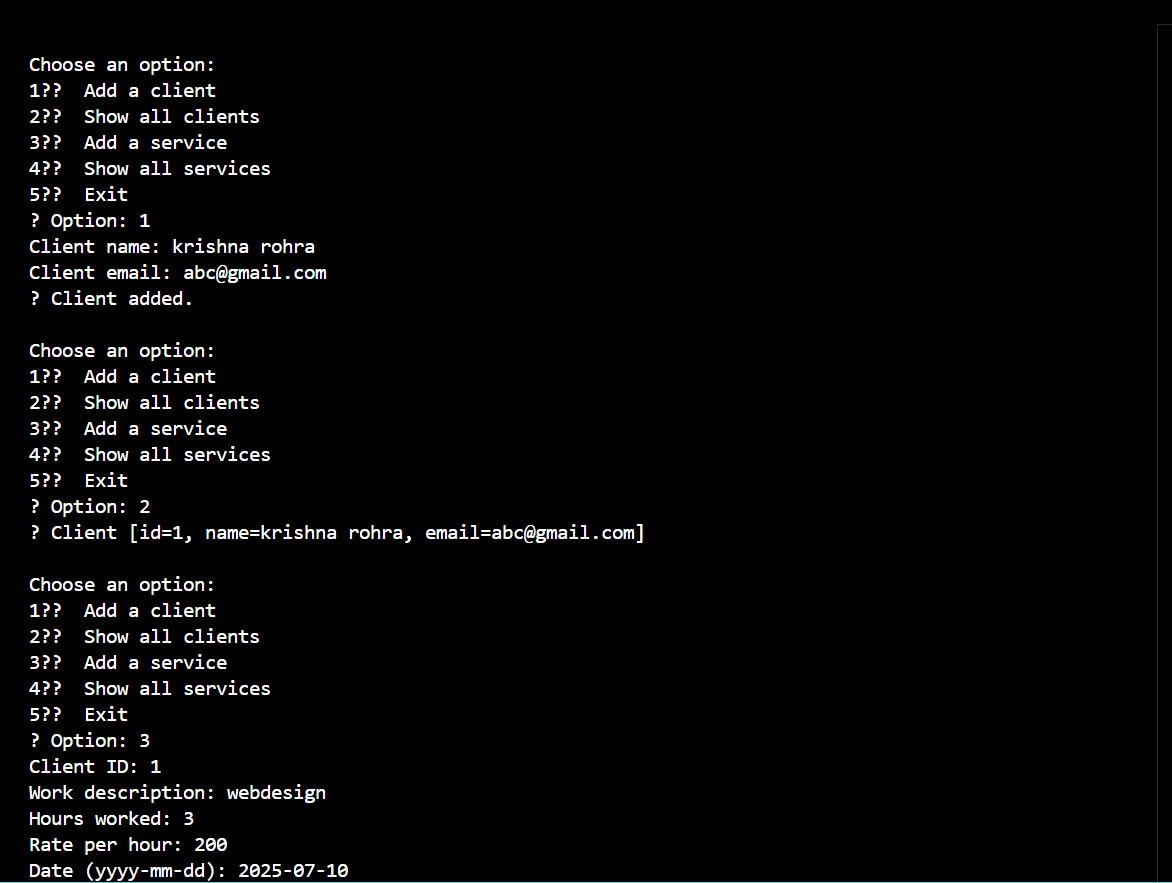 Choose an option:
1??  Add a client
2??  Show all clients
3??  Add a service
4??  Show all services
5??  Exit
? Option: 1
Client name: krishna rohra
Client email: abc@gmail.com
? Client added.

Choose an option:
1??  Add a client
2??  Show all clients
3??  Add a service
4??  Show all services
5??  Exit
? Option: 2
? Client [id=1, name=krishna rohra, email=abc@gmail.com]

Choose an option:
1??  Add a client
2??  Show all clients
3??  Add a service
4??  Show all services
5??  Exit
? Option: 3
Client ID: 1
Work description: webdesign
Hours worked: 3
Rate per hour: 200
Date (yyyy-mm-dd): 2025-07-10